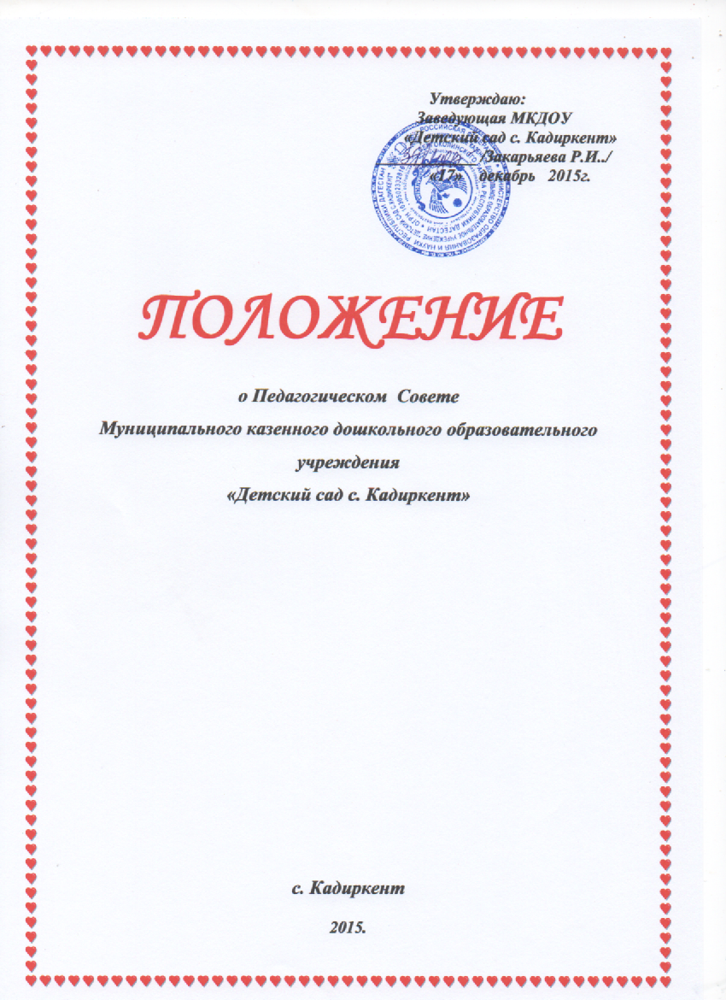 Утверждаю:
Заведующая МКДОУ
«Детский сад с. Кадиркент»
/Закарьяева Р.И../
«17» декабрь 2015г.
ПОЛОЖЕНИЕ
о Педагогическом Совете
Муниципального казенного дошкольного образовательного
учреждения
«Детский сад с. Кадиркент»
с. Кадиркент
2015.